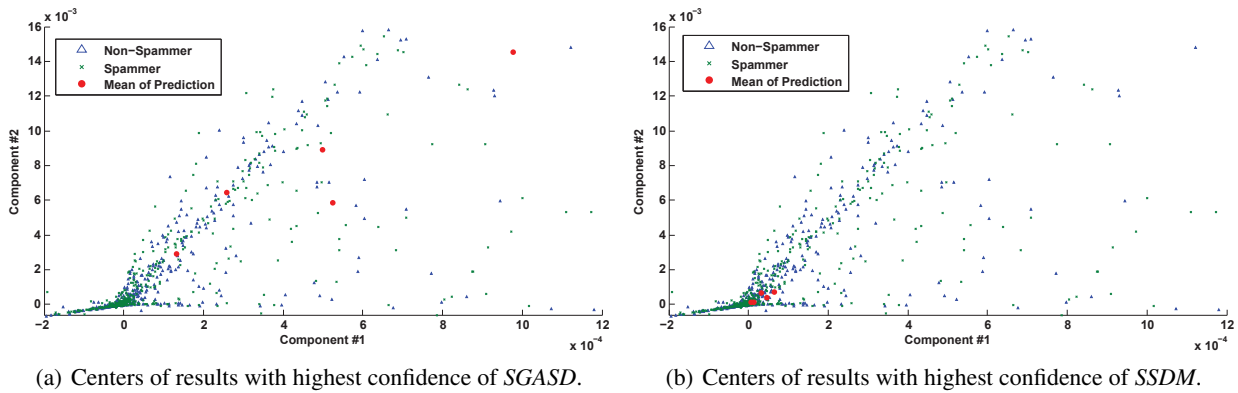 x 10⁻³
16
14
12
10
8
6
4
2
0
Component #2
Non−Spammer
Spammer
Mean of Prediction
−2 0 2 4 6 8 10 12
Component #1
x 10⁻⁴
(a) Centers of results with highest confidence of SGASD.
x 10⁻³
16
14
12
10
8
6
4
2
0
Component #2
Non−Spammer
Spammer
Mean of Prediction
−2 0 2 4 6 8 10 12
Component #1
x 10⁻⁴
(b) Centers of results with highest confidence of SSDM.